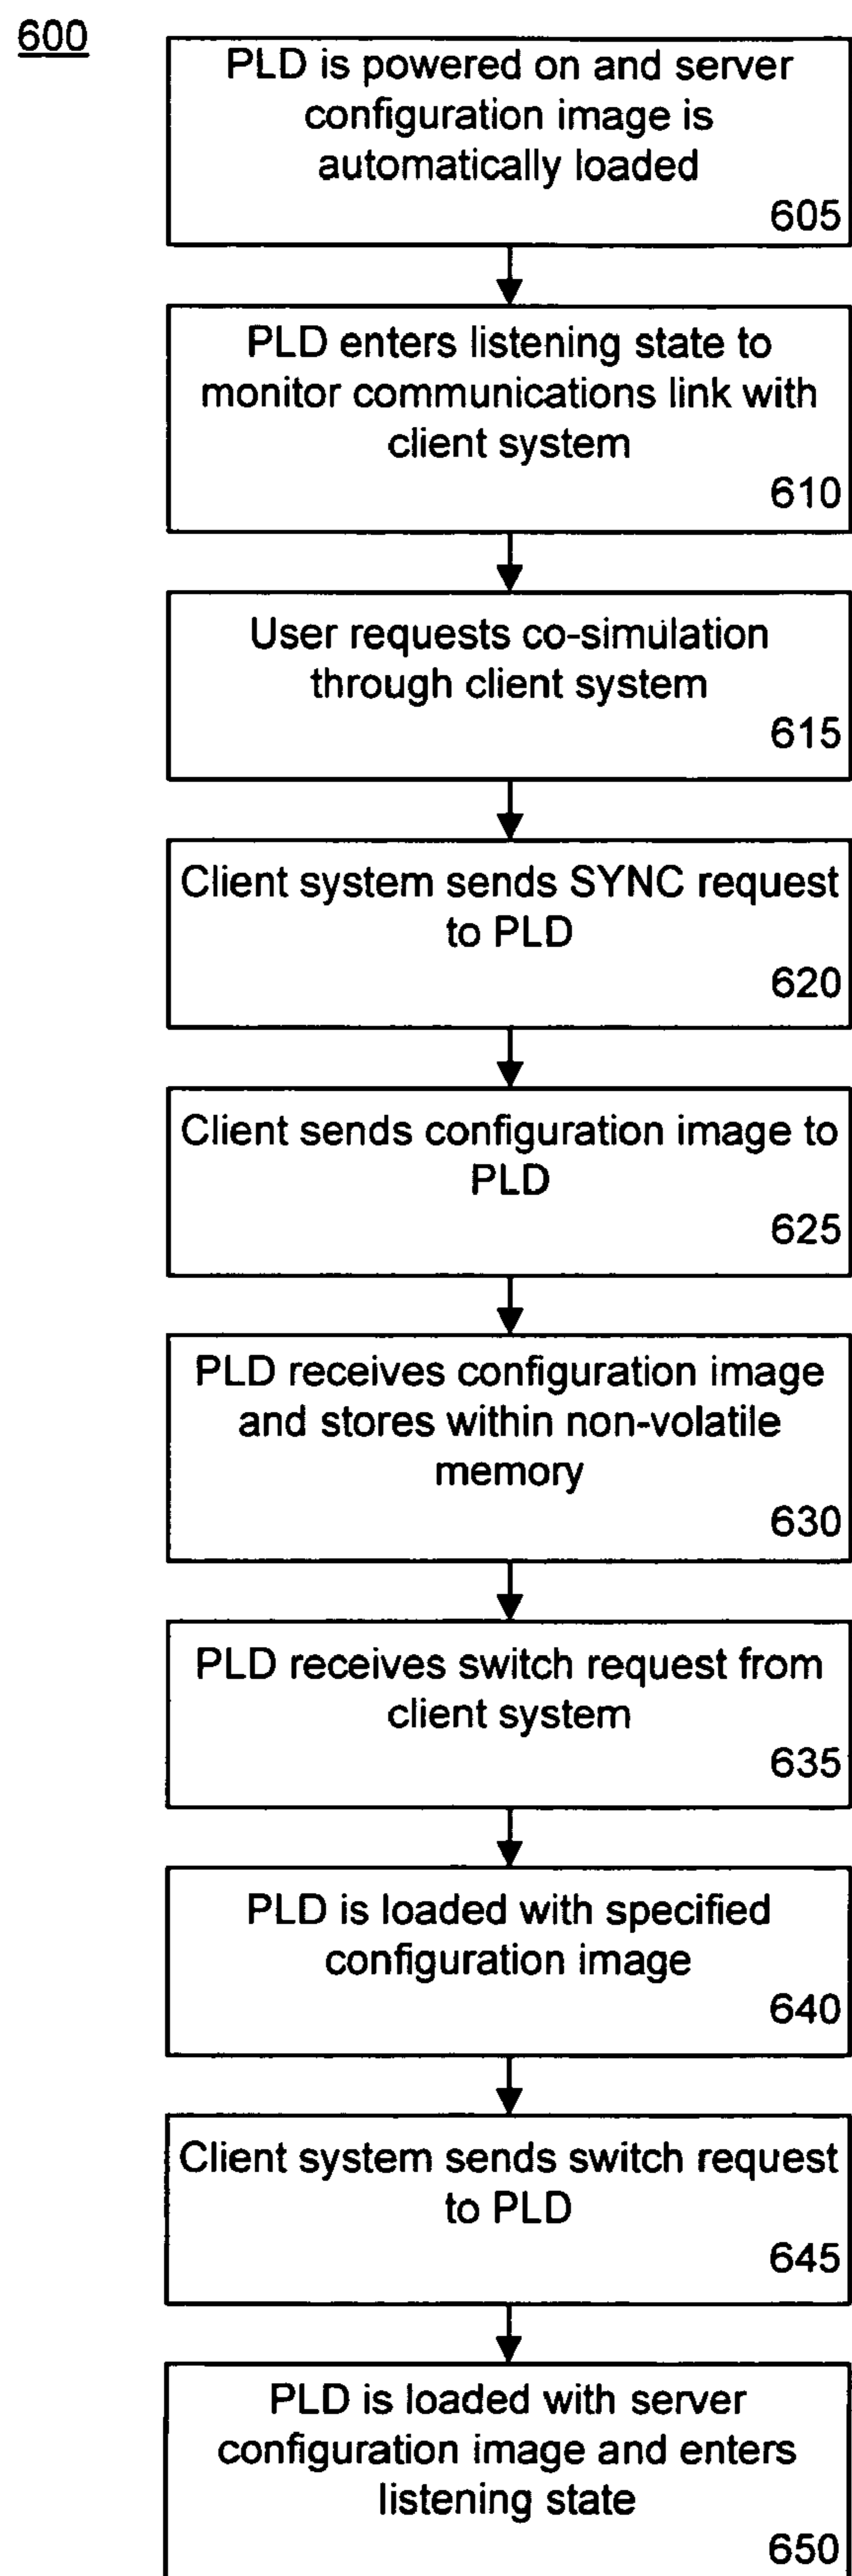 600
PLD is powered on and server
configuration image is
automatically loaded
605
PLD enters listening state to
monitor communications link with
client system
610
User requests co-simulation
through client system
615
Client system sends SYNC request
to PLD
620
Client sends configuration image to
PLD
625
PLD receives configuration image
and stores within non-volatile
memory
630
PLD receives switch request from
client system
635
PLD is loaded with specified
configuration image
640
Client system sends switch request
to PLD
645
PLD is loaded with server
configuration image and enters
listening state
650